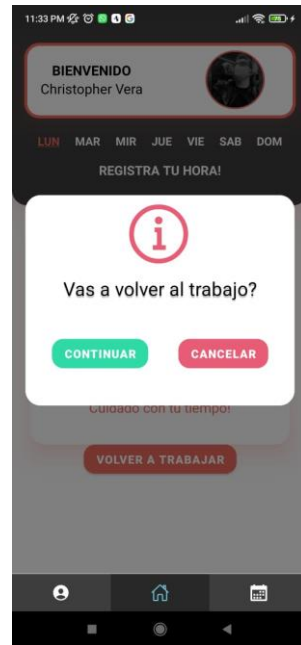 11:33 PM
BIENVENIDO
Christopher Vera
LUN MAR MIR JUE VIE SAB DOM
REGISTRA TU HORA!
i
Vas a volver al trabajo?
CONTINUAR CANCELAR
Cuidado con tu tiempo!
VOLVER A TRABAJAR